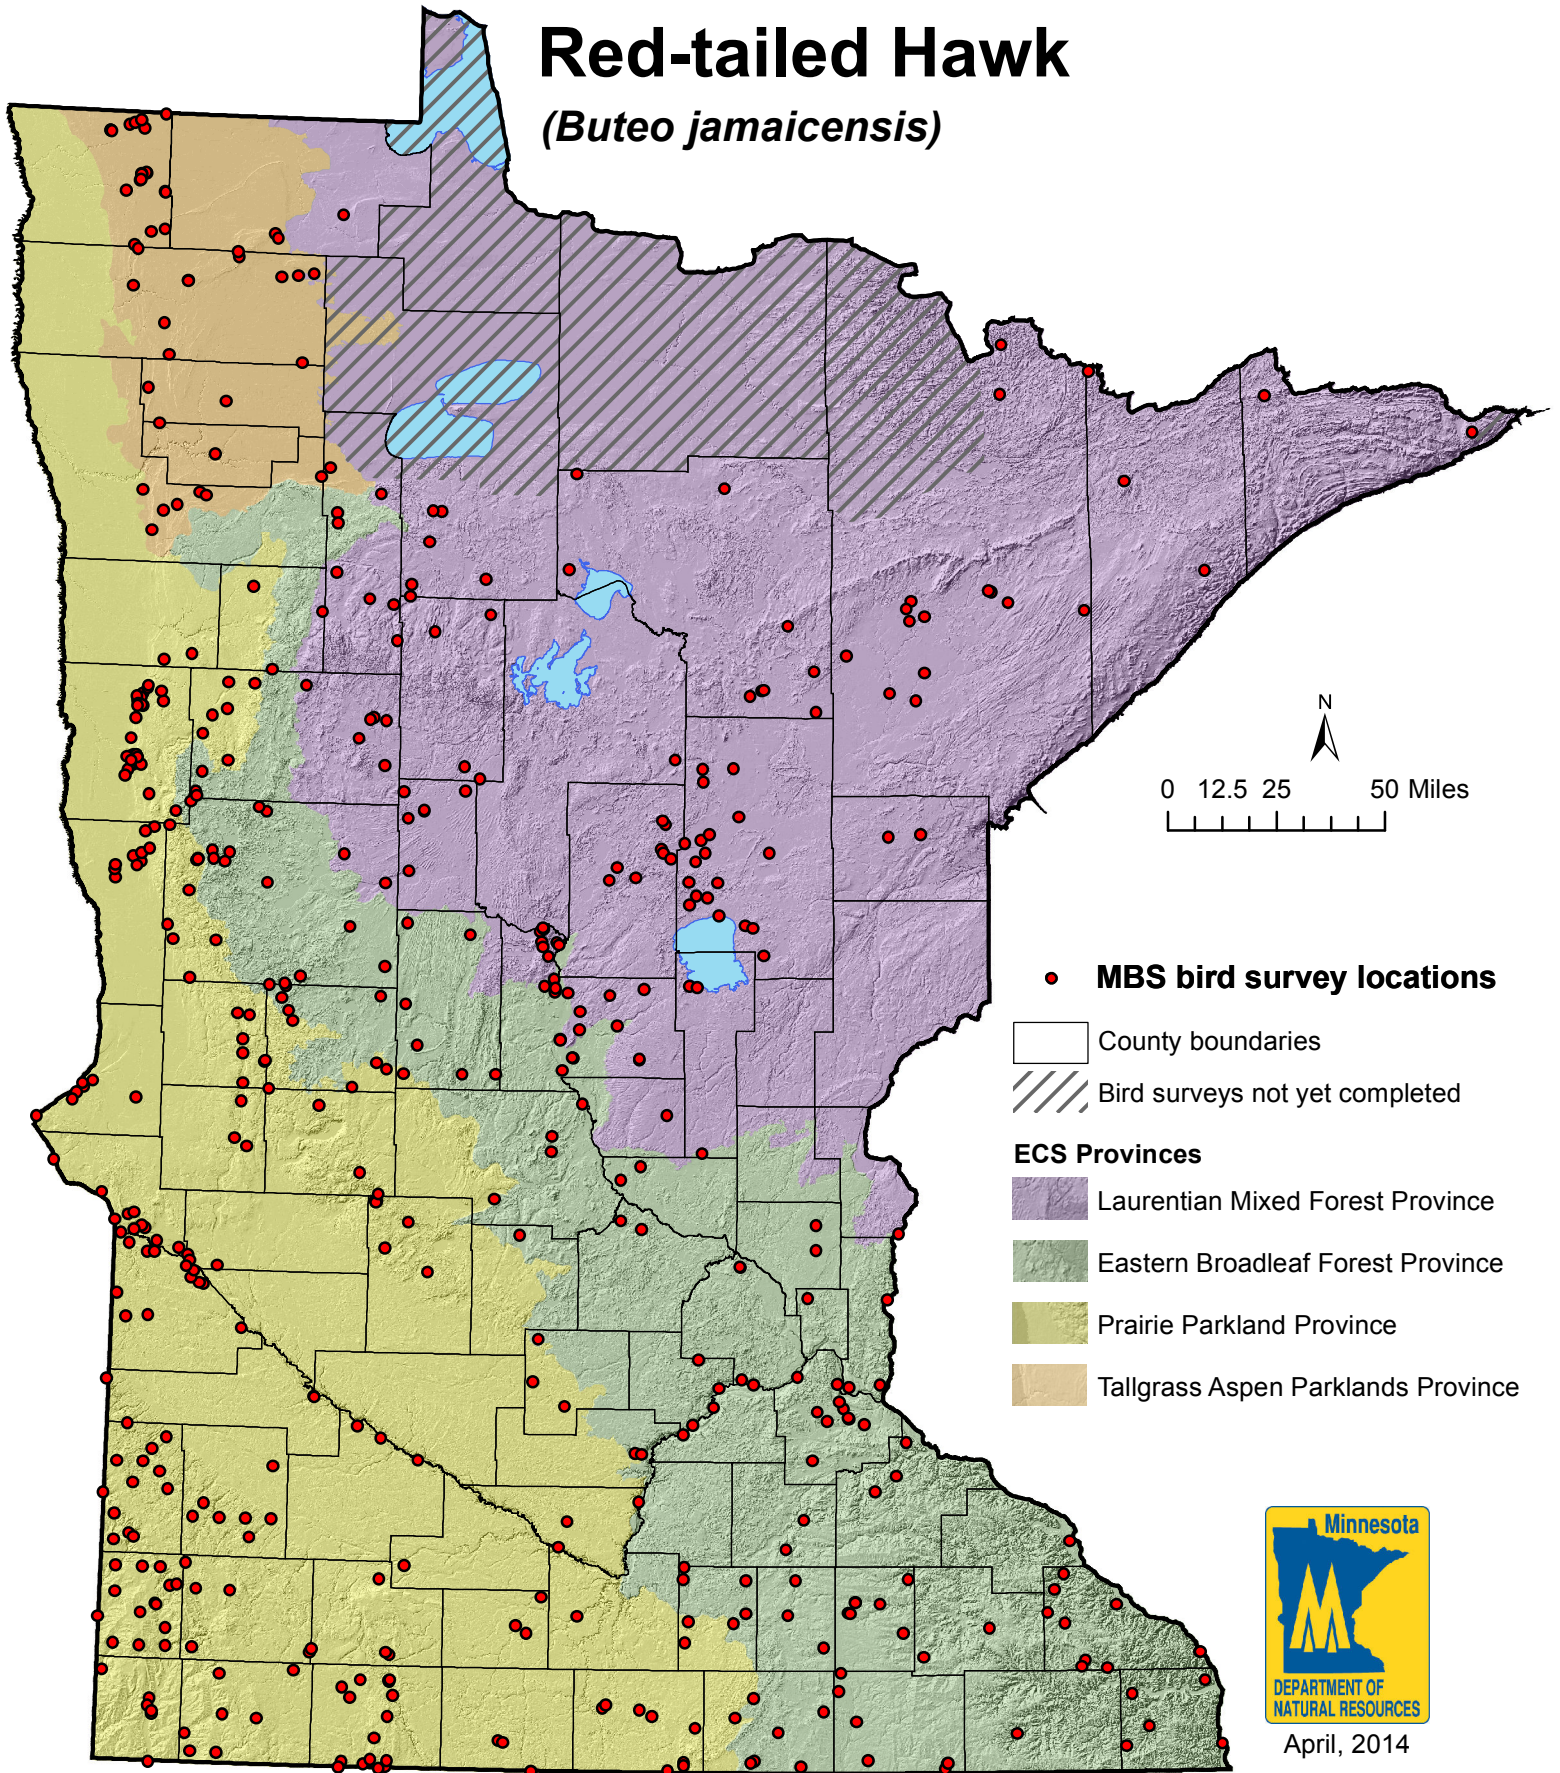 Red-tailed Hawk
(Buteo jamaicensis)
N
0 12.5 25 50 Miles
MBS bird survey locations
County boundaries
Bird surveys not yet completed
ECS Provinces
Laurentian Mixed Forest Province
Eastern Broadleaf Forest Province
Prairie Parkland Province
Tallgrass Aspen Parklands Province
Minnesota
DEPARTMENT OF
NATURAL RESOURCES
April, 2014